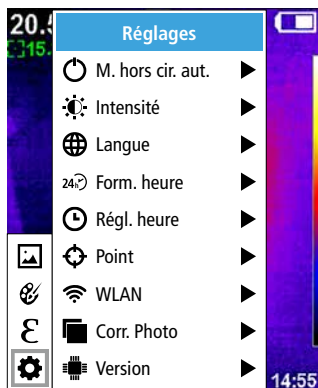 20.5
15.
Réglages
M. hors cir. aut.
Intensité
Langue
24h Form. heure
Régl. heure
Point
WLAN
Corr. Photo
ε
Version
14:55